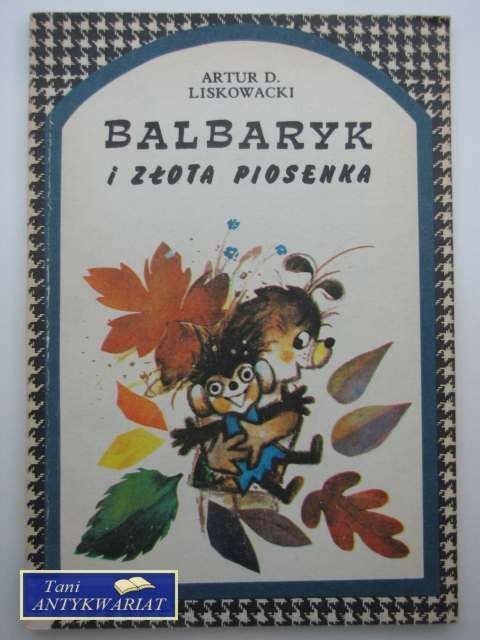 ARTUR D.
LISKOWACKI
BALBARYK
i ZŁOTA PIOSENKA
Tani
ANTYKWARIAT